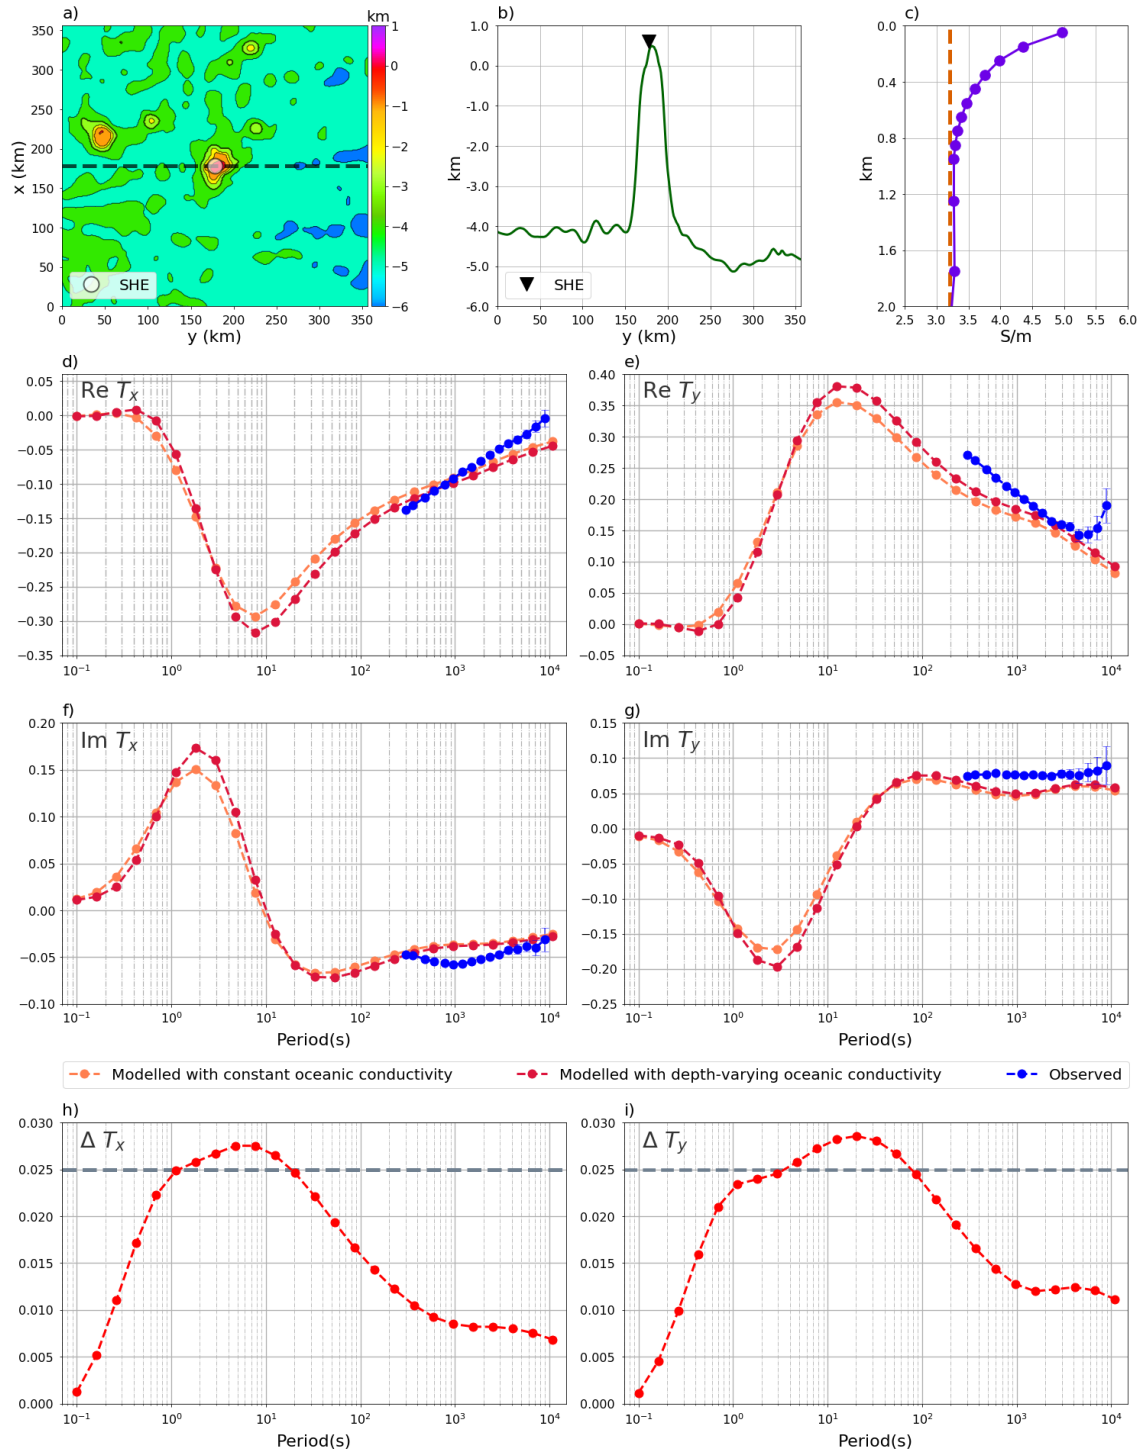 a)
km
x (km)
350
300
250
200
150
100
50
0
0 50 100 150 200 250 300 350
y (km)
SHE
1
0
−1
−2
−3
−4
−5
−6
b)
km
1.0
0.0
-1.0
-2.0
-3.0
-4.0
-5.0
-6.0
0 50 100 150 200 250 300 350
y (km)
SHE
c)
km
0.0
0.4
0.8
1.2
1.6
2.0
2.5 3.0 3.5 4.0 4.5 5.0 5.5 6.0
S/m
d)
Re Tx
0.05
0.00
−0.05
−0.10
−0.15
−0.20
−0.25
−0.30
−0.35
10−1 100 101 102 103 104
e)
Re Ty
0.40
0.35
0.30
0.25
0.20
0.15
0.10
0.05
0.00
−0.05
10−1 100 101 102 103 104
f)
Im Tx
0.20
0.15
0.10
0.05
0.00
−0.05
−0.10
10−1 100 101 102 103 104
Period(s)
g)
Im Ty
0.15
0.10
0.05
0.00
−0.05
−0.10
−0.15
−0.20
−0.25
10−1 100 101 102 103 104
Period(s)
Modelled with constant oceanic conductivity Modelled with depth-varying oceanic conductivity Observed
h)
Δ Tx
0.030
0.025
0.020
0.015
0.010
0.005
0.000
10−1 100 101 102 103 104
Period(s)
i)
Δ Ty
0.030
0.025
0.020
0.015
0.010
0.005
0.000
10−1 100 101 102 103 104
Period(s)